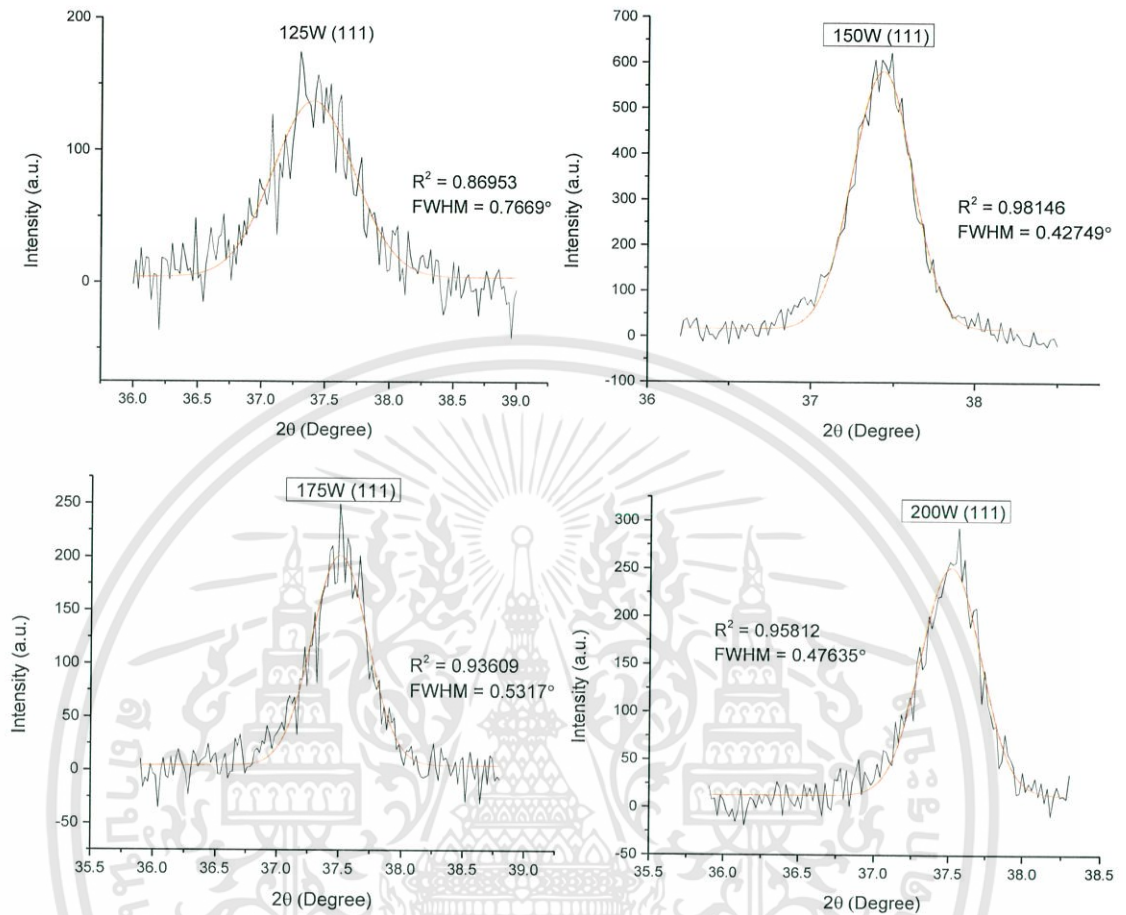 125W (111)
200
100
0
Intensity (a.u.)
R² = 0.86953
FWHM = 0.7669°
36.0 36.5 37.0 37.5 38.0 38.5 39.0
2θ (Degree)
150W (111)
700
600
500
400
300
200
100
0
-100
Intensity (a.u.)
R² = 0.98146
FWHM = 0.42749°
36 37 38
2θ (Degree)
175W (111)
250
200
150
100
50
0
-50
Intensity (a.u.)
R² = 0.93609
FWHM = 0.5317°
35.5 36.0 36.5 37.0 37.5 38.0 38.5 39.0
2θ (Degree)
200W (111)
300
250
200
150
100
50
0
-50
Intensity (a.u.)
R² = 0.95812
FWHM = 0.47635°
35.5 36.0 36.5 37.0 37.5 38.0 38.5
2θ (Degree)